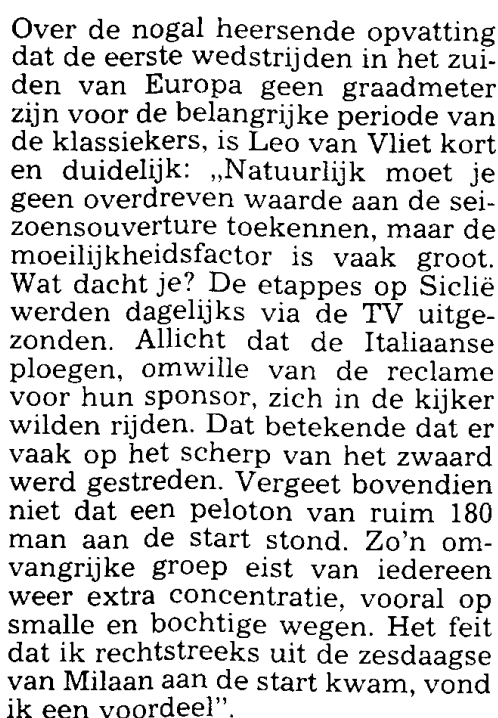 Over de nogal heersende opvatting
dat de eerste wedstrijden in het zui-
den van Europa geen graadmeter
zijn voor de belangrijke periode van
de klassiekers, is Leo van Vliet kort
en duidelijk: „Natuurlijk moet je
geen overdreven waarde aan de sei-
zoensouverture toekennen, maar de
moeilijkheidsfactor is vaak groot.
Wat dacht je? De etappes op Siclië
werden dagelijks via de TV uitge-
zonden. Allicht dat de Italiaanse
ploegen, omwille van de reclame
voor hun sponsor, zich in de kijker
wilden rijden. Dat betekende dat er
vaak op het scherp van het zwaard
werd gestreden. Vergeet bovendien
niet dat een peloton van ruim 180
man aan de start stond. Zo'n om-
vangrijke groep eist van iedereen
weer extra concentratie, vooral op
smalle en bochtige wegen. Het feit
dat ik rechtstreeks uit de zesdaagse
van Milaan aan de start kwam, vond
ik een voordeel”.